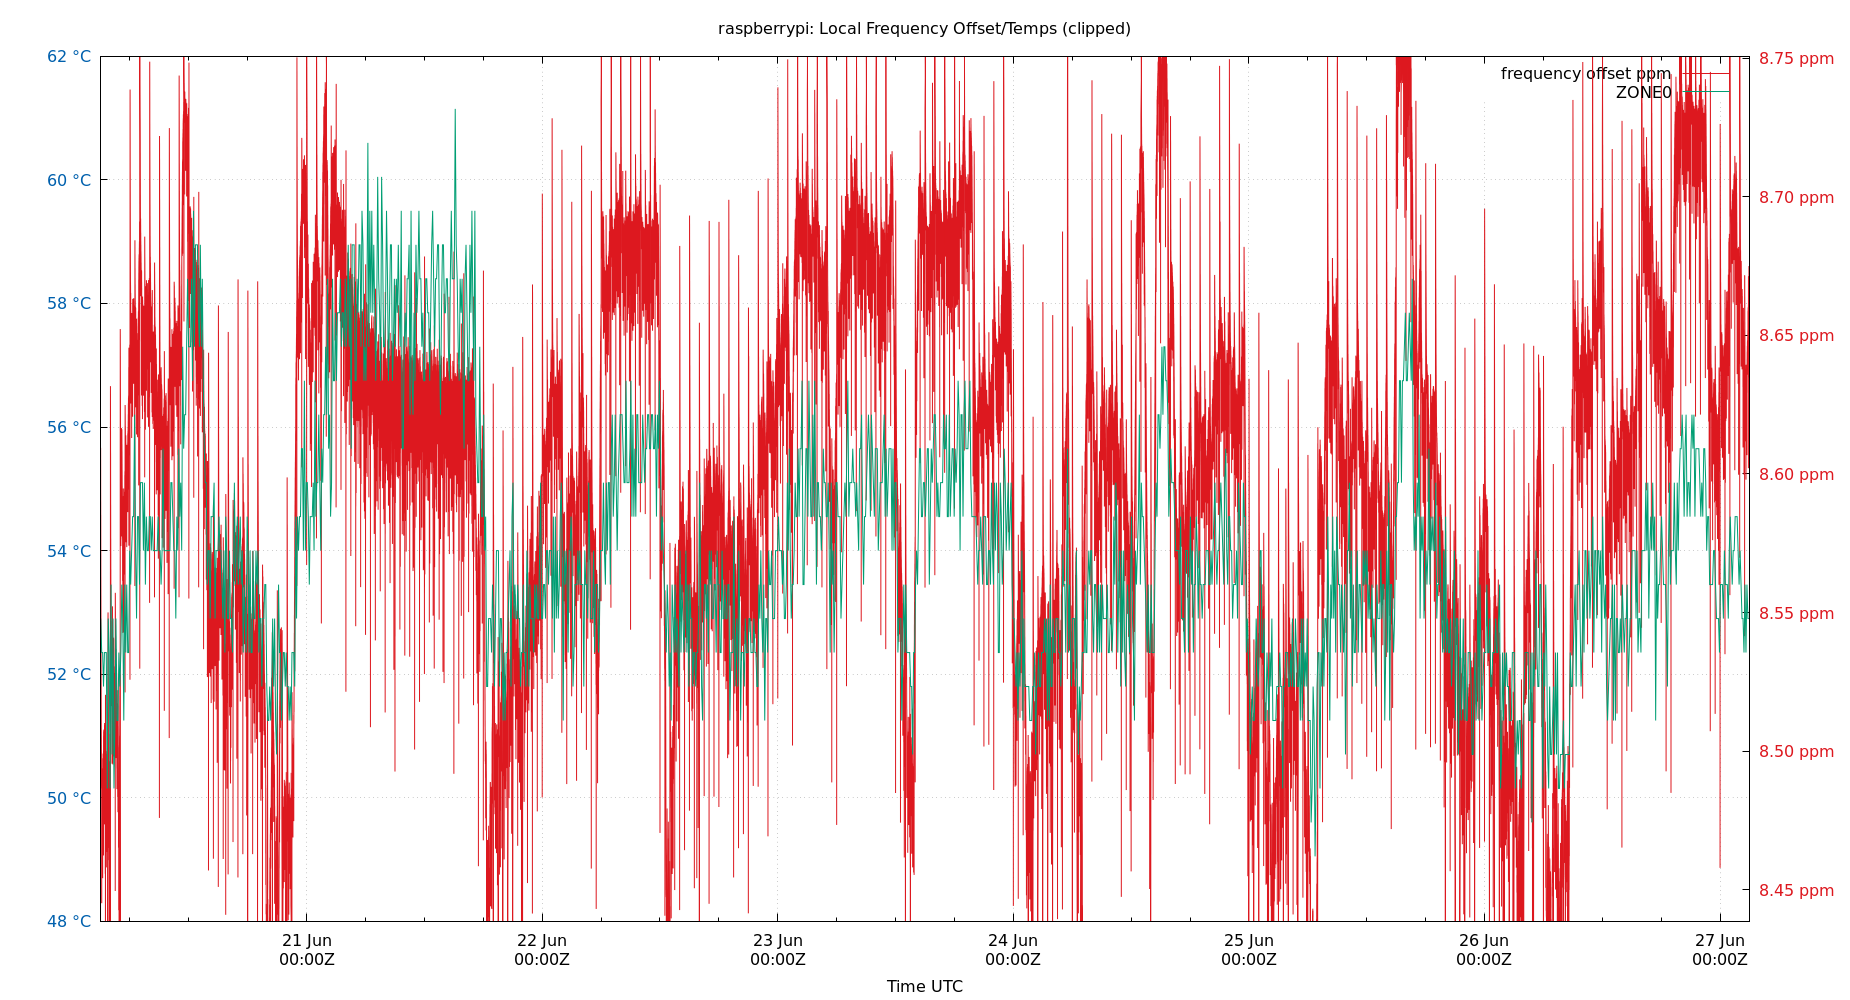 raspberrypi: Local Frequency Offset/Temps (clipped)
62 °C
60 °C
58 °C
56 °C
54 °C
52 °C
50 °C
48 °C
8.75 ppm
8.70 ppm
8.65 ppm
8.60 ppm
8.55 ppm
8.50 ppm
8.45 ppm
frequency offset ppm
ZONE0
21 Jun
00:00Z
22 Jun
00:00Z
23 Jun
00:00Z
24 Jun
00:00Z
25 Jun
00:00Z
26 Jun
00:00Z
27 Jun
00:00Z
Time UTC